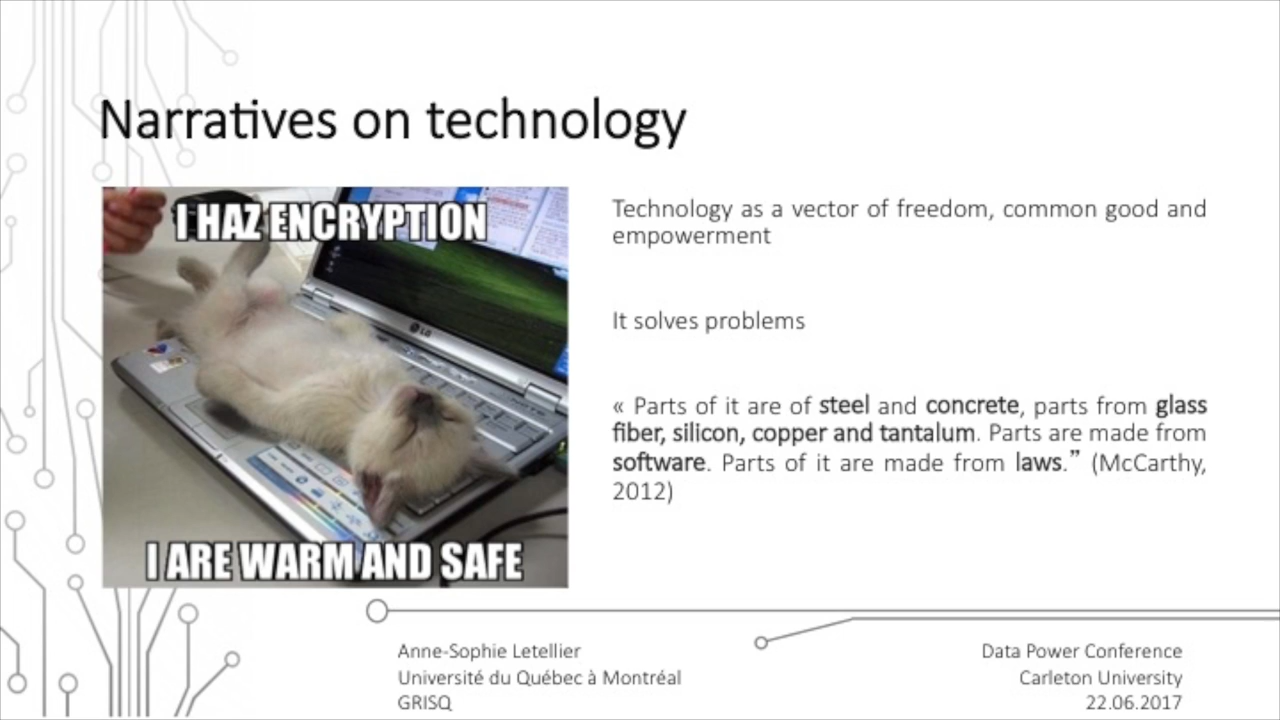 Narratives on technology
I HAZ ENCRYPTION
LG
I ARE WARM AND SAFE
Technology as a vector of freedom, common good and
empowerment
It solves problems
« Parts of it are of steel and concrete, parts from glass
fiber, silicon, copper and tantalum. Parts are made from
software. Parts of it are made from laws.” (McCarthy,
2012)
Anne-Sophie Letellier
Université du Québec à Montréal
GRISQ
Data Power Conference
Carleton University
22.06.2017